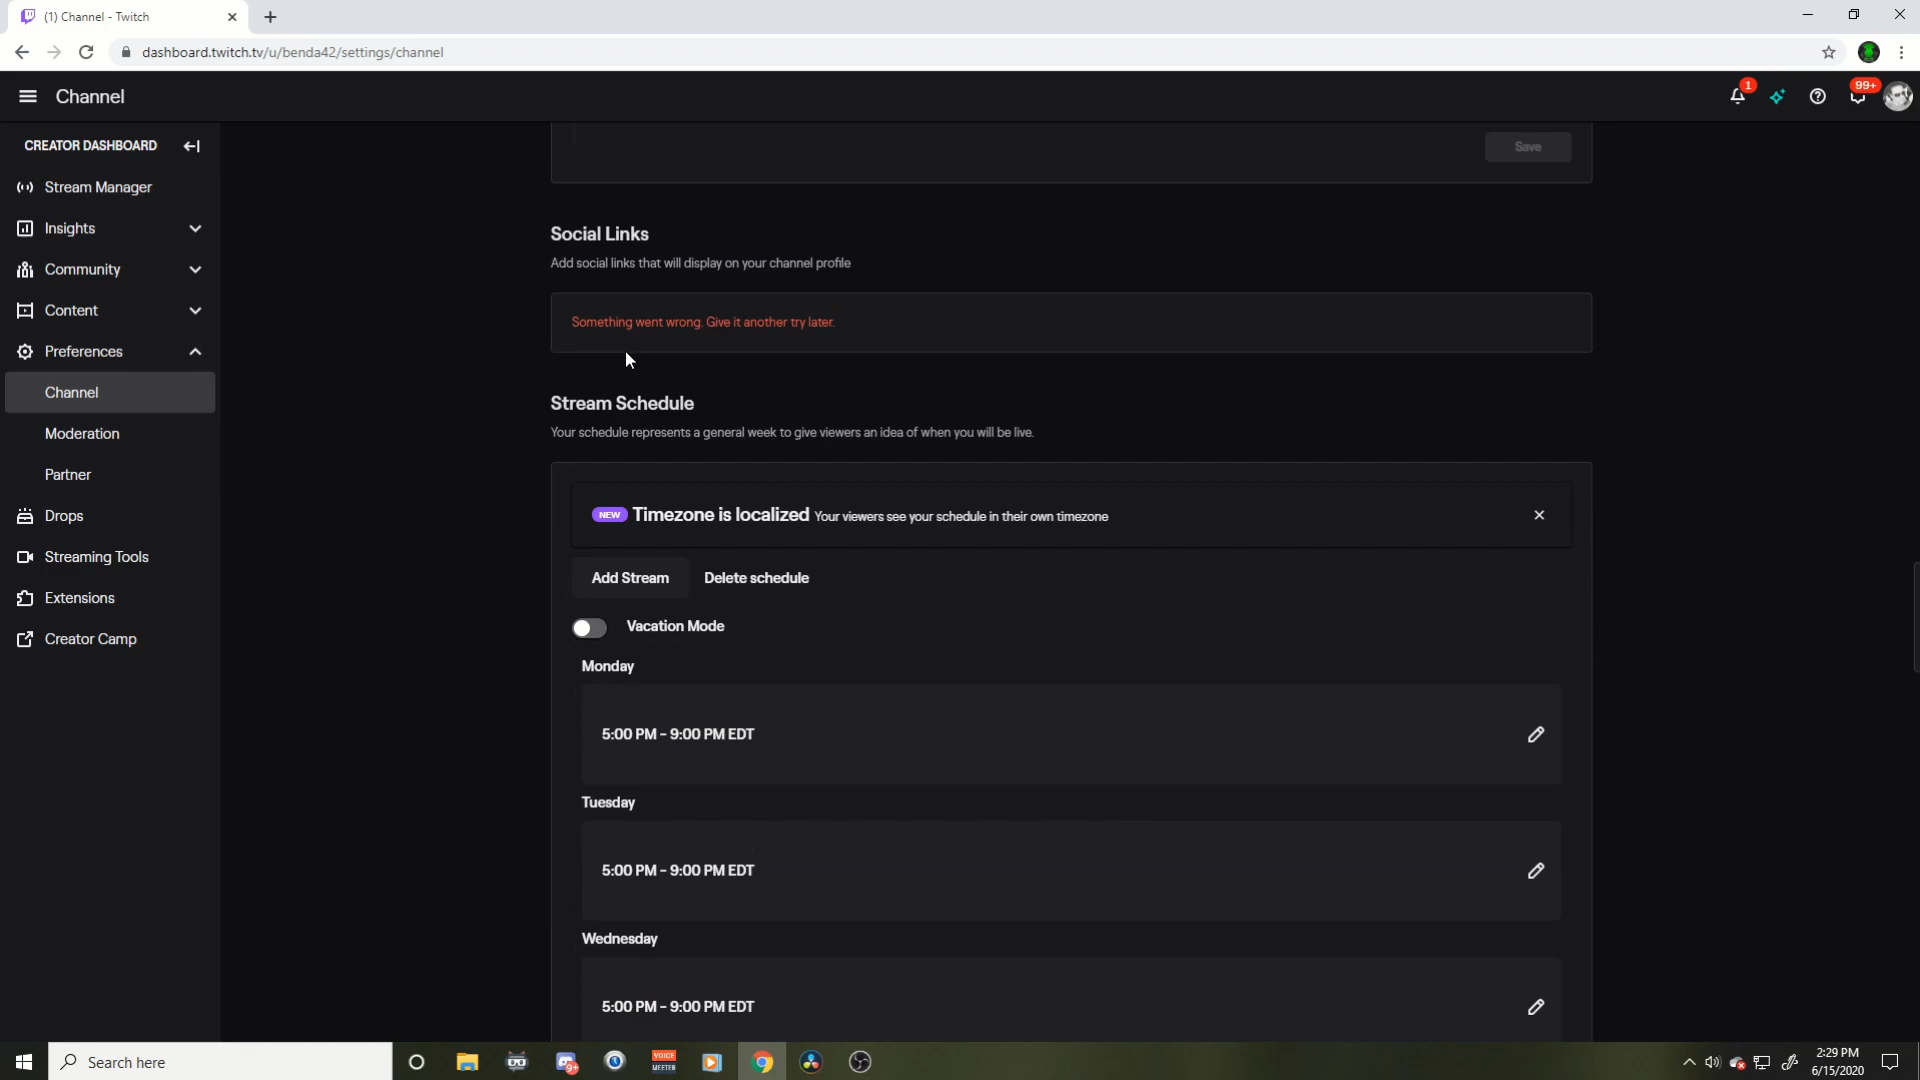 (1) Channel - Twitch
dashboard.twitch.tv/u/benda42/settings/channel
Channel
1
99+
CREATOR DASHBOARD
Stream Manager
Insights
Community
Content
Preferences
Channel
Moderation
Partner
Drops
Streaming Tools
Extensions
Creator Camp
Save
Social Links
Add social links that will display on your channel profile
Something went wrong. Give it another try later.
Stream Schedule
Your schedule represents a general week to give viewers an idea of when you will be live.
NEW Timezone is localized Your viewers see your schedule in their own timezone
Add Stream Delete schedule
Vacation Mode
Monday
5:00 PM - 9:00 PM EDT
Tuesday
5:00 PM - 9:00 PM EDT
Wednesday
5:00 PM - 9:00 PM EDT
Search here
9+
VOICE
MEETER
2:29 PM
6/15/2020